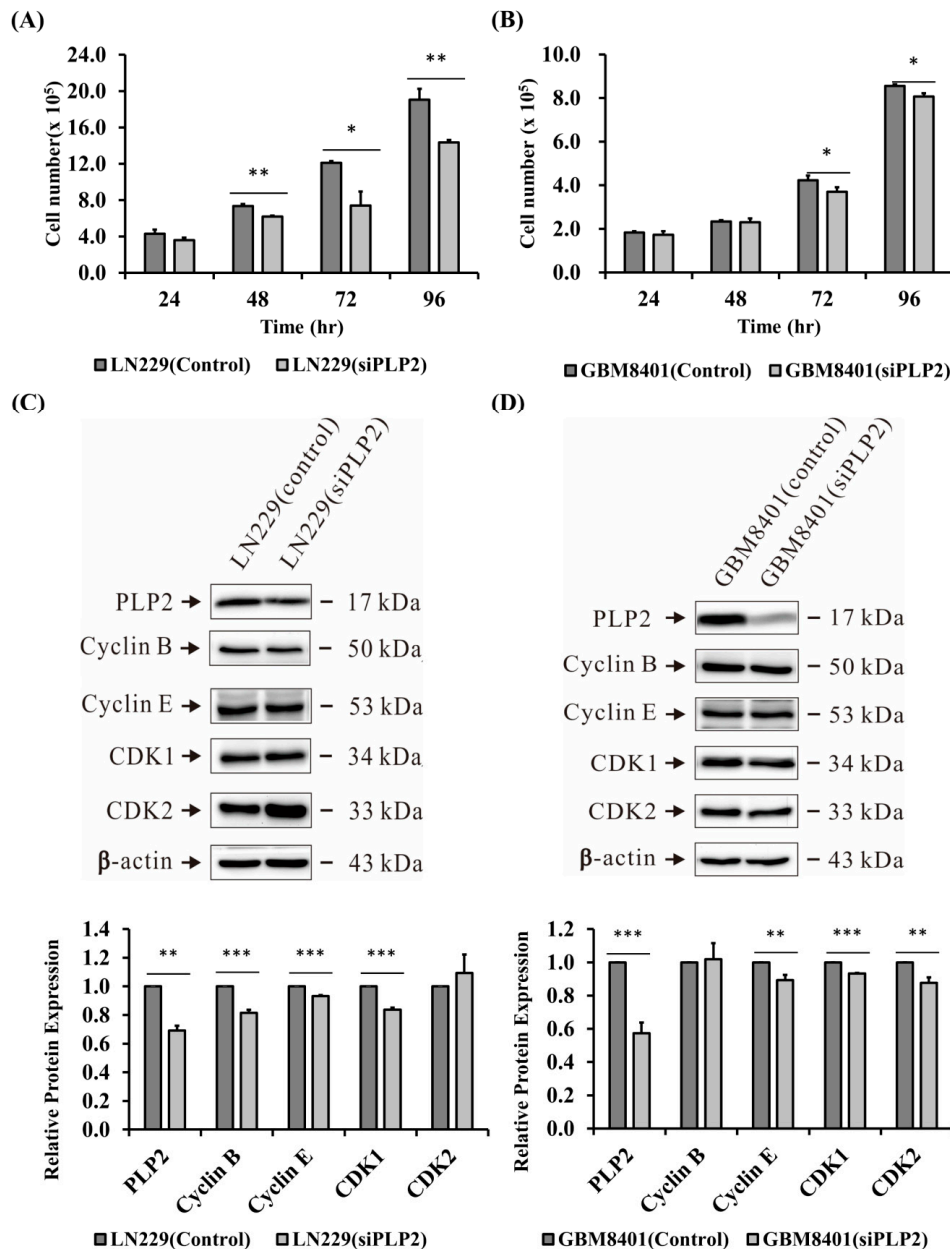 (A)
24.0
20.0
16.0
12.0
8.0
4.0
0.0
Cell number(x 10⁵)
**
*
**
24 48 72 96
Time (hr)
LN229(Control) LN229(siPLP2)
(B)
10.0
8.0
6.0
4.0
2.0
0.0
Cell number (x 10⁵)
*
*
24 48 72 96
Time (hr)
GBM8401(Control) GBM8401(siPLP2)
(C)
LN229(control)
LN229(siPLP2)
PLP2 17 kDa
Cyclin B 50 kDa
Cyclin E 53 kDa
CDK1 34 kDa
CDK2 33 kDa
β-actin 43 kDa
1.4
1.2
1.0
0.8
0.6
0.4
0.2
0.0
Relative Protein Expression
** *** *** ***
PLP2 Cyclin B Cyclin E CDK1 CDK2
LN229(Control) LN229(siPLP2)
(D)
GBM8401(control)
GBM8401(siPLP2)
PLP2 17 kDa
Cyclin B 50 kDa
Cyclin E 53 kDa
CDK1 34 kDa
CDK2 33 kDa
β-actin 43 kDa
1.2
1.0
0.8
0.6
0.4
0.2
0.0
Relative Protein Expression
*** ** *** **
PLP2 Cyclin B Cyclin E CDK1 CDK2
GBM8401(Control) GBM8401(siPLP2)